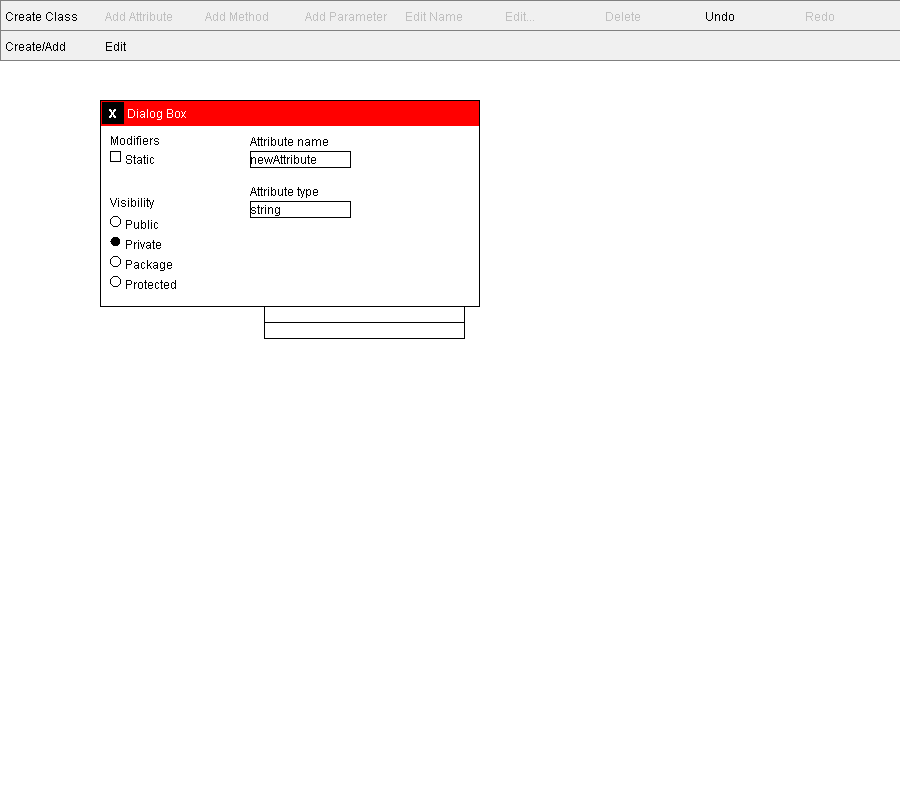 Create Class Add Attribute Add Method Add Parameter Edit Name Edit... Delete Undo Redo
Create/Add Edit
X Dialog Box
Modifiers
Static
Attribute name
newAttribute
Attribute type
string
Visibility
Public
Private
Package
Protected